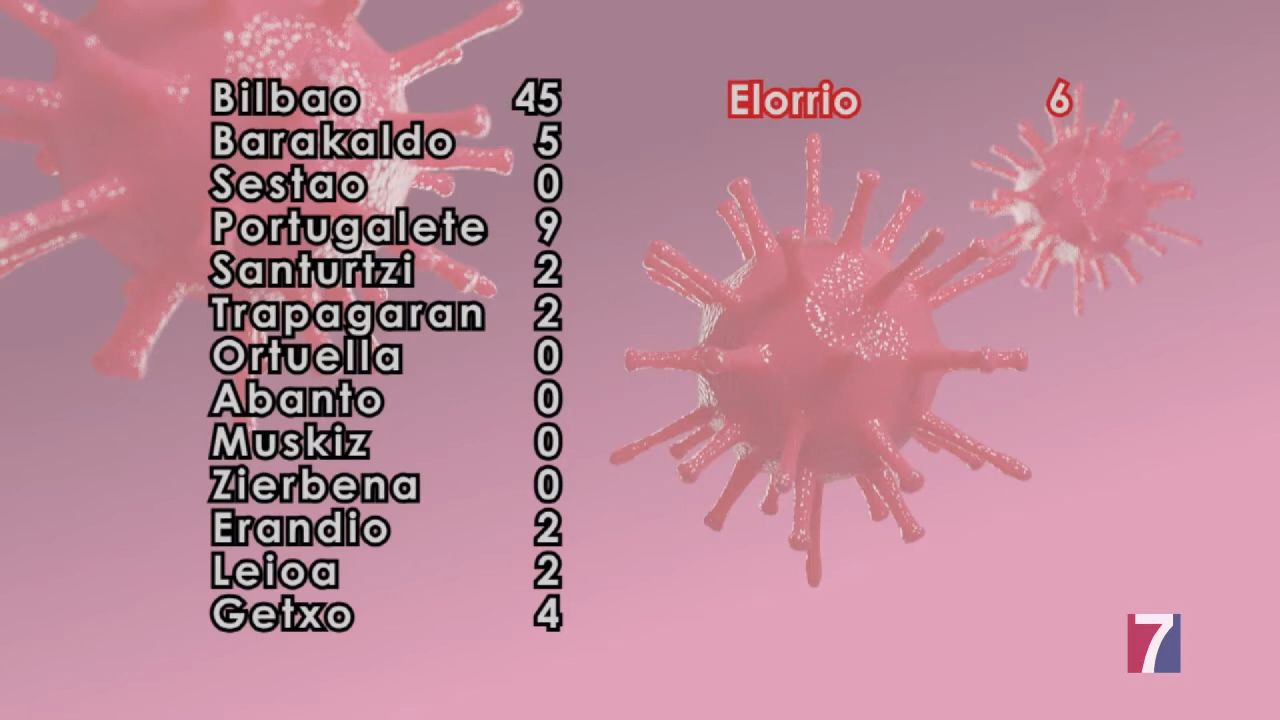 Bilbao 45
Barakaldo 5
Sestao 0
Portugalete 9
Santurtzi 2
Trapagaran 2
Ortuella 0
Abanto 0
Muskiz 0
Zierbena 0
Erandio 2
Leioa 2
Getxo 4
Elorrio 6
7